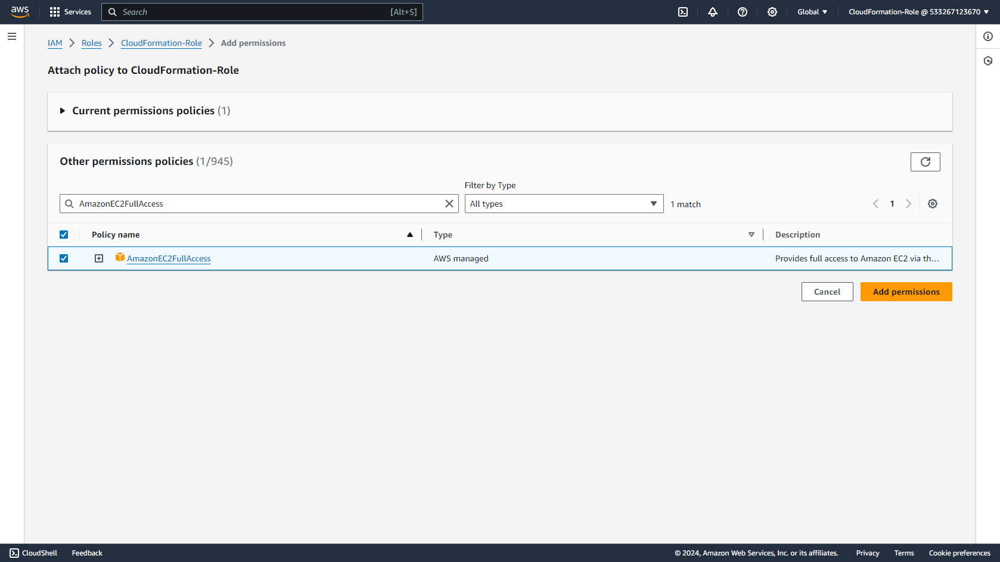 aws
Services
Search
[Alt+S]
Global
CloudFormation-Role @ 533267123670
IAM
Roles
CloudFormation-Role
Add permissions
Attach policy to CloudFormation-Role
Current permissions policies (1)
Other permissions policies (1/945)
Filter by Type
AmazonEC2FullAccess
All types
1 match
1
Policy name
Type
Description
AmazonEC2FullAccess
AWS managed
Provides full access to Amazon EC2 via th...
Cancel
Add permissions
CloudShell
Feedback
© 2024, Amazon Web Services, Inc. or its affiliates.
Privacy
Terms
Cookie preferences